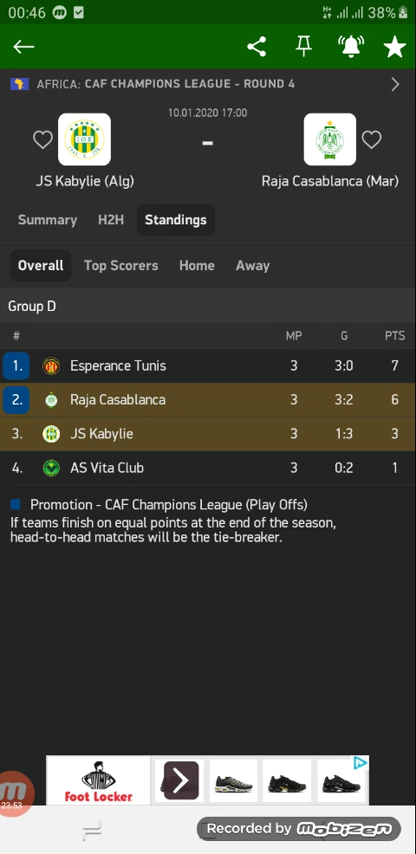 00:46
38%
AFRICA: CAF CHAMPIONS LEAGUE - ROUND 4
10.01.2020 17:00
-
JS Kabylie (Alg)
Raja Casablanca (Mar)
Summary H2H Standings
Overall Top Scorers Home Away
Group D
# MP G PTS
1. Esperance Tunis 3 3:0 7
2. Raja Casablanca 3 3:2 6
3. JS Kabylie 3 1:3 3
4. AS Vita Club 3 0:2 1
Promotion - CAF Champions League (Play Offs)
If teams finish on equal points at the end of the season,
head-to-head matches will be the tie-breaker.
Foot Locker
23:53
Recorded by MOBIZEN